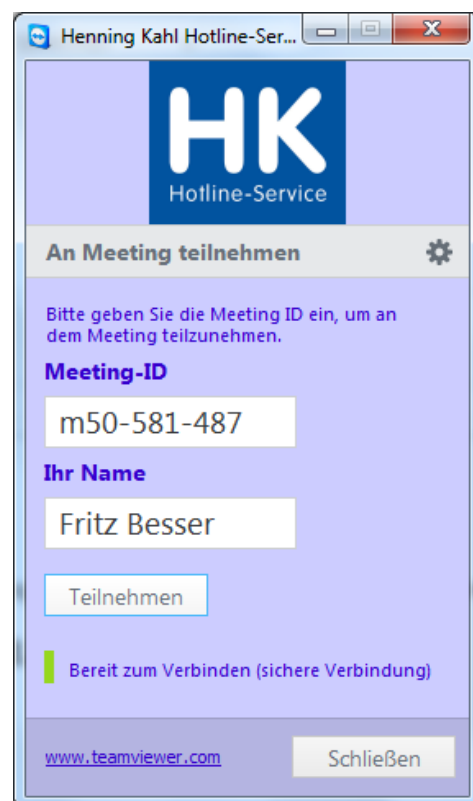 Henning Kahl Hotline-Ser...
HK
Hotline-Service
An Meeting teilnehmen
Bitte geben Sie die Meeting ID ein, um an
dem Meeting teilzunehmen.
Meeting-ID
m50-581-487
Ihr Name
Fritz Besser
Teilnehmen
Bereit zum Verbinden (sichere Verbindung)
www.teamviewer.com
Schließen